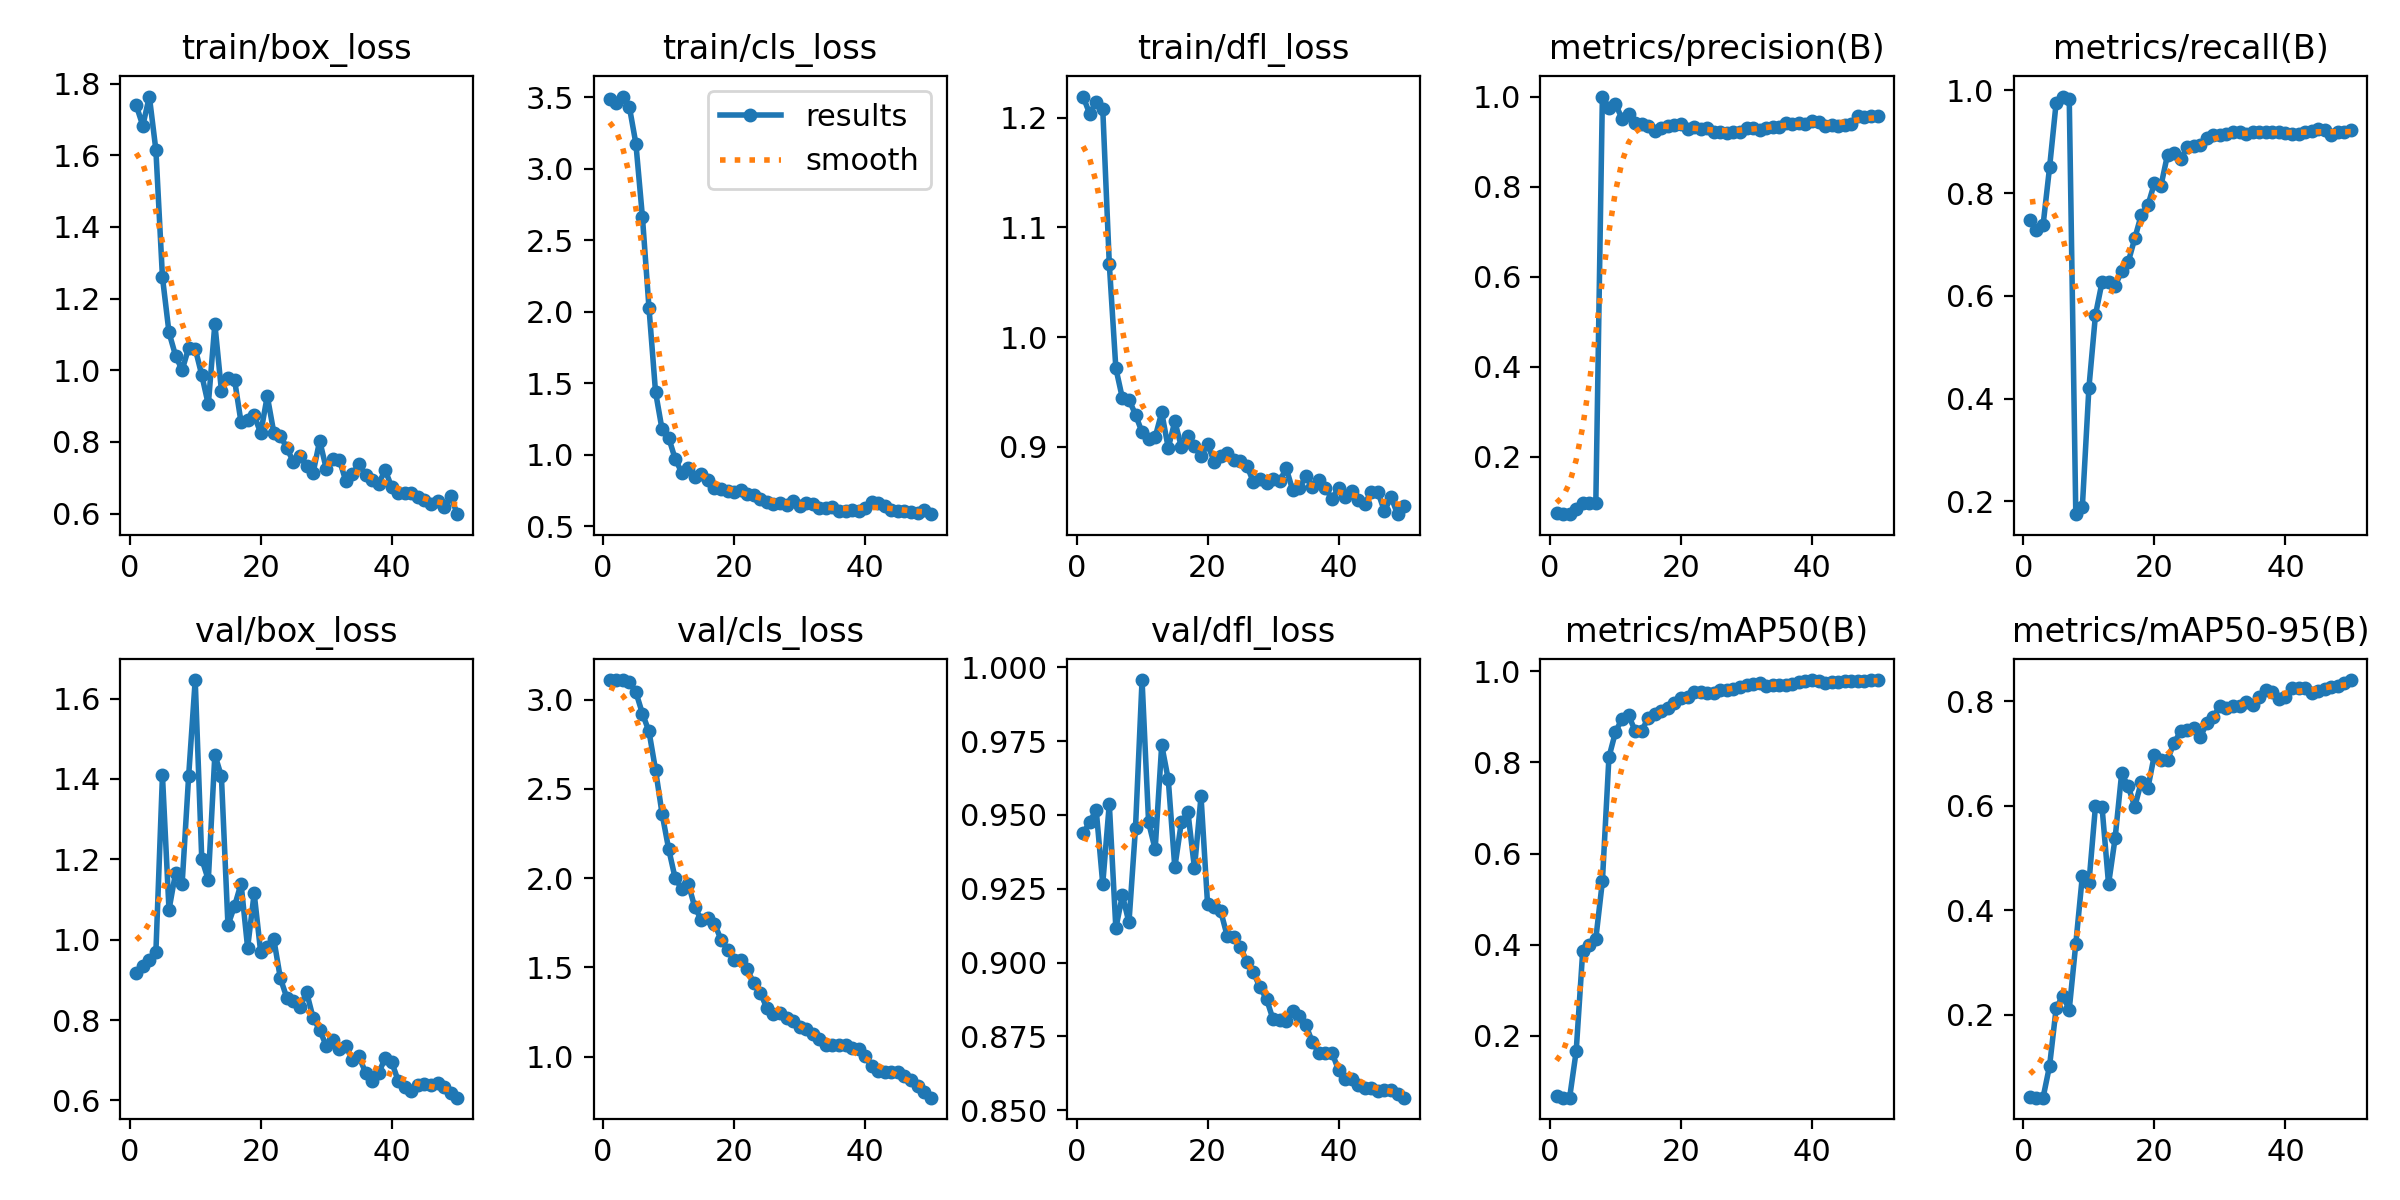 train/box_loss
1.8
1.6
1.4
1.2
1.0
0.8
0.6
0 20 40
train/cls_loss
3.5
3.0
2.5
2.0
1.5
1.0
0.5
0 20 40
results
smooth
train/dfl_loss
1.2
1.1
1.0
0.9
0 20 40
metrics/precision(B)
1.0
0.8
0.6
0.4
0.2
0 20 40
metrics/recall(B)
1.0
0.8
0.6
0.4
0.2
0 20 40
val/box_loss
1.6
1.4
1.2
1.0
0.8
0.6
0 20 40
val/cls_loss
3.0
2.5
2.0
1.5
1.0
0 20 40
val/dfl_loss
1.000
0.975
0.950
0.925
0.900
0.875
0.850
0 20 40
metrics/mAP50(B)
1.0
0.8
0.6
0.4
0.2
0 20 40
metrics/mAP50-95(B)
0.8
0.6
0.4
0.2
0 20 40